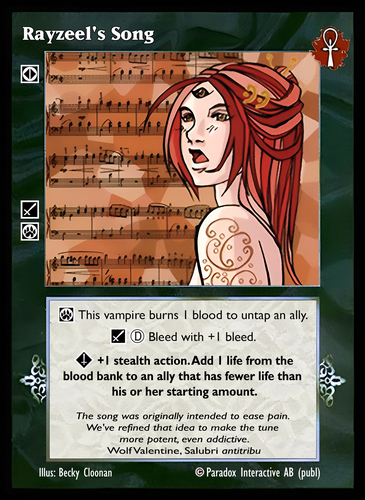 Rayzeel's Song
This vampire burns 1 blood to untap an ally.
D Bleed with +1 bleed.
+1 stealth action. Add 1 life from the
blood bank to an ally that has fewer life than
his or her starting amount.
The song was originally intended to ease pain.
We've refined that idea to make the tune
more potent, even addictive.
Wolf Valentine, Salubri antitribu
Illus: Becky Cloonan © Paradox Interactive AB (publ)